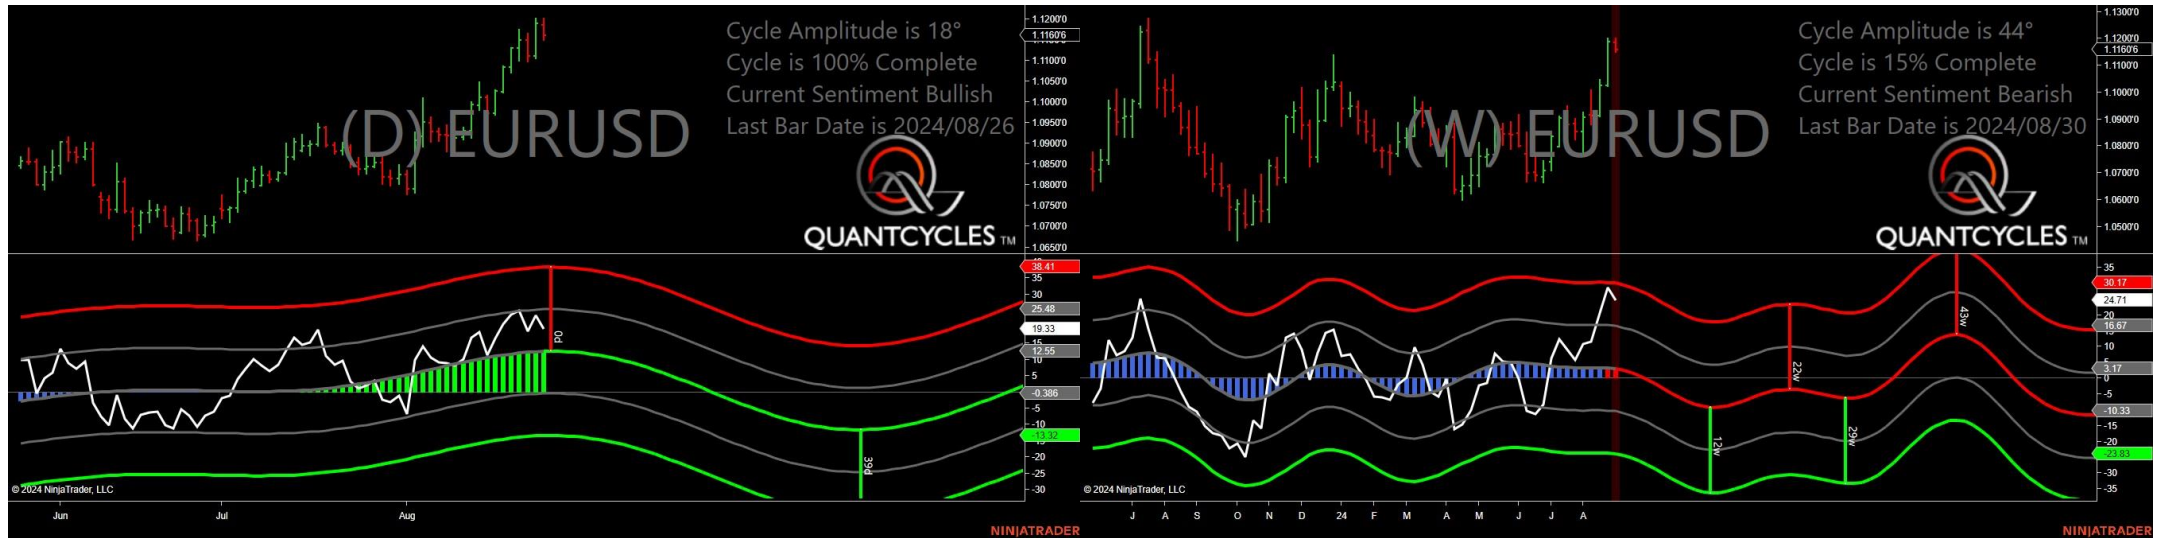 Cycle Amplitude is 18°
Cycle is 100% Complete
Current Sentiment Bullish
Last Bar Date is 2024/08/26
(D) EURUSD
QUANTCYCLES TM
1.1200'0
1.1160'6
1.1100'0
1.1050'0
1.1000'0
1.0950'0
1.0900'0
1.0850'0
1.0800'0
1.0750'0
1.0700'0
1.0650'0
38.41
35
30
25.48
19.33
15
12.55
10
5
-0.386
-5
-10
-13.32
-20
-25
-30
0d
39d
© 2024 NinjaTrader, LLC
Jun Jul Aug
NINJATRADER
Cycle Amplitude is 44°
Cycle is 15% Complete
Current Sentiment Bearish
Last Bar Date is 2024/08/30
(W) EURUSD
QUANTCYCLES TM
1.1300'0
1.1200'0
1.1160'6
1.1100'0
1.1000'0
1.0900'0
1.0800'0
1.0700'0
1.0600'0
1.0500'0
35
30.17
24.71
20
16.67
10
5
3.17
0
-5
-10.33
-15
-20
-23.83
-30
-35
12w
22w
29w
43w
© 2024 NinjaTrader, LLC
J A S O N D 24 F M A M J J A
NINJATRADER